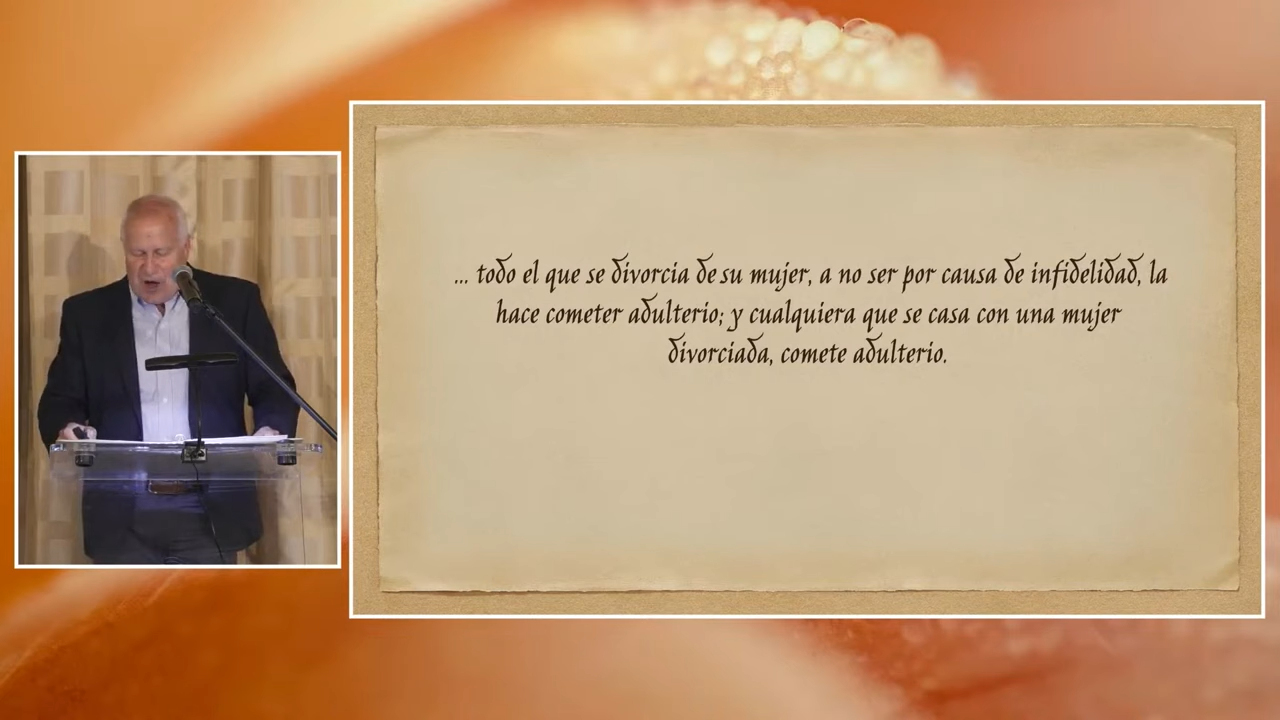 ... todo el que se divorcia de su mujer, a no ser por causa de infidelidad, la
hace cometer adulterio; y cualquiera que se casa con una mujer
divorciada, comete adulterio.